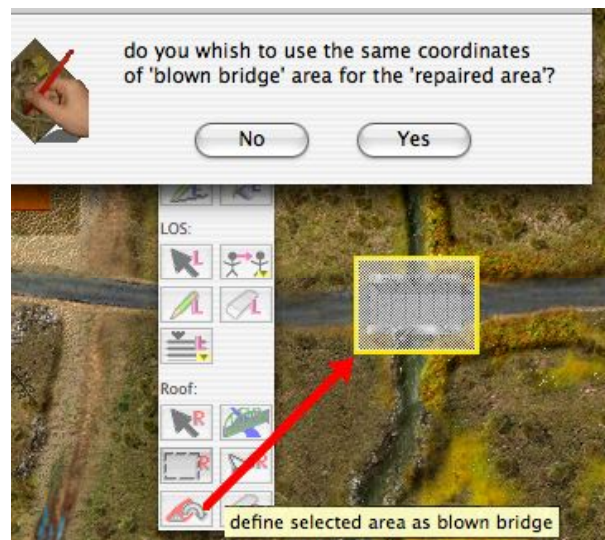 do you whish to use the same coordinates
of 'blown bridge' area for the 'repaired area'?
No
Yes
LOS:
L
L
L
L
Roof:
R
R
R
define selected area as blown bridge